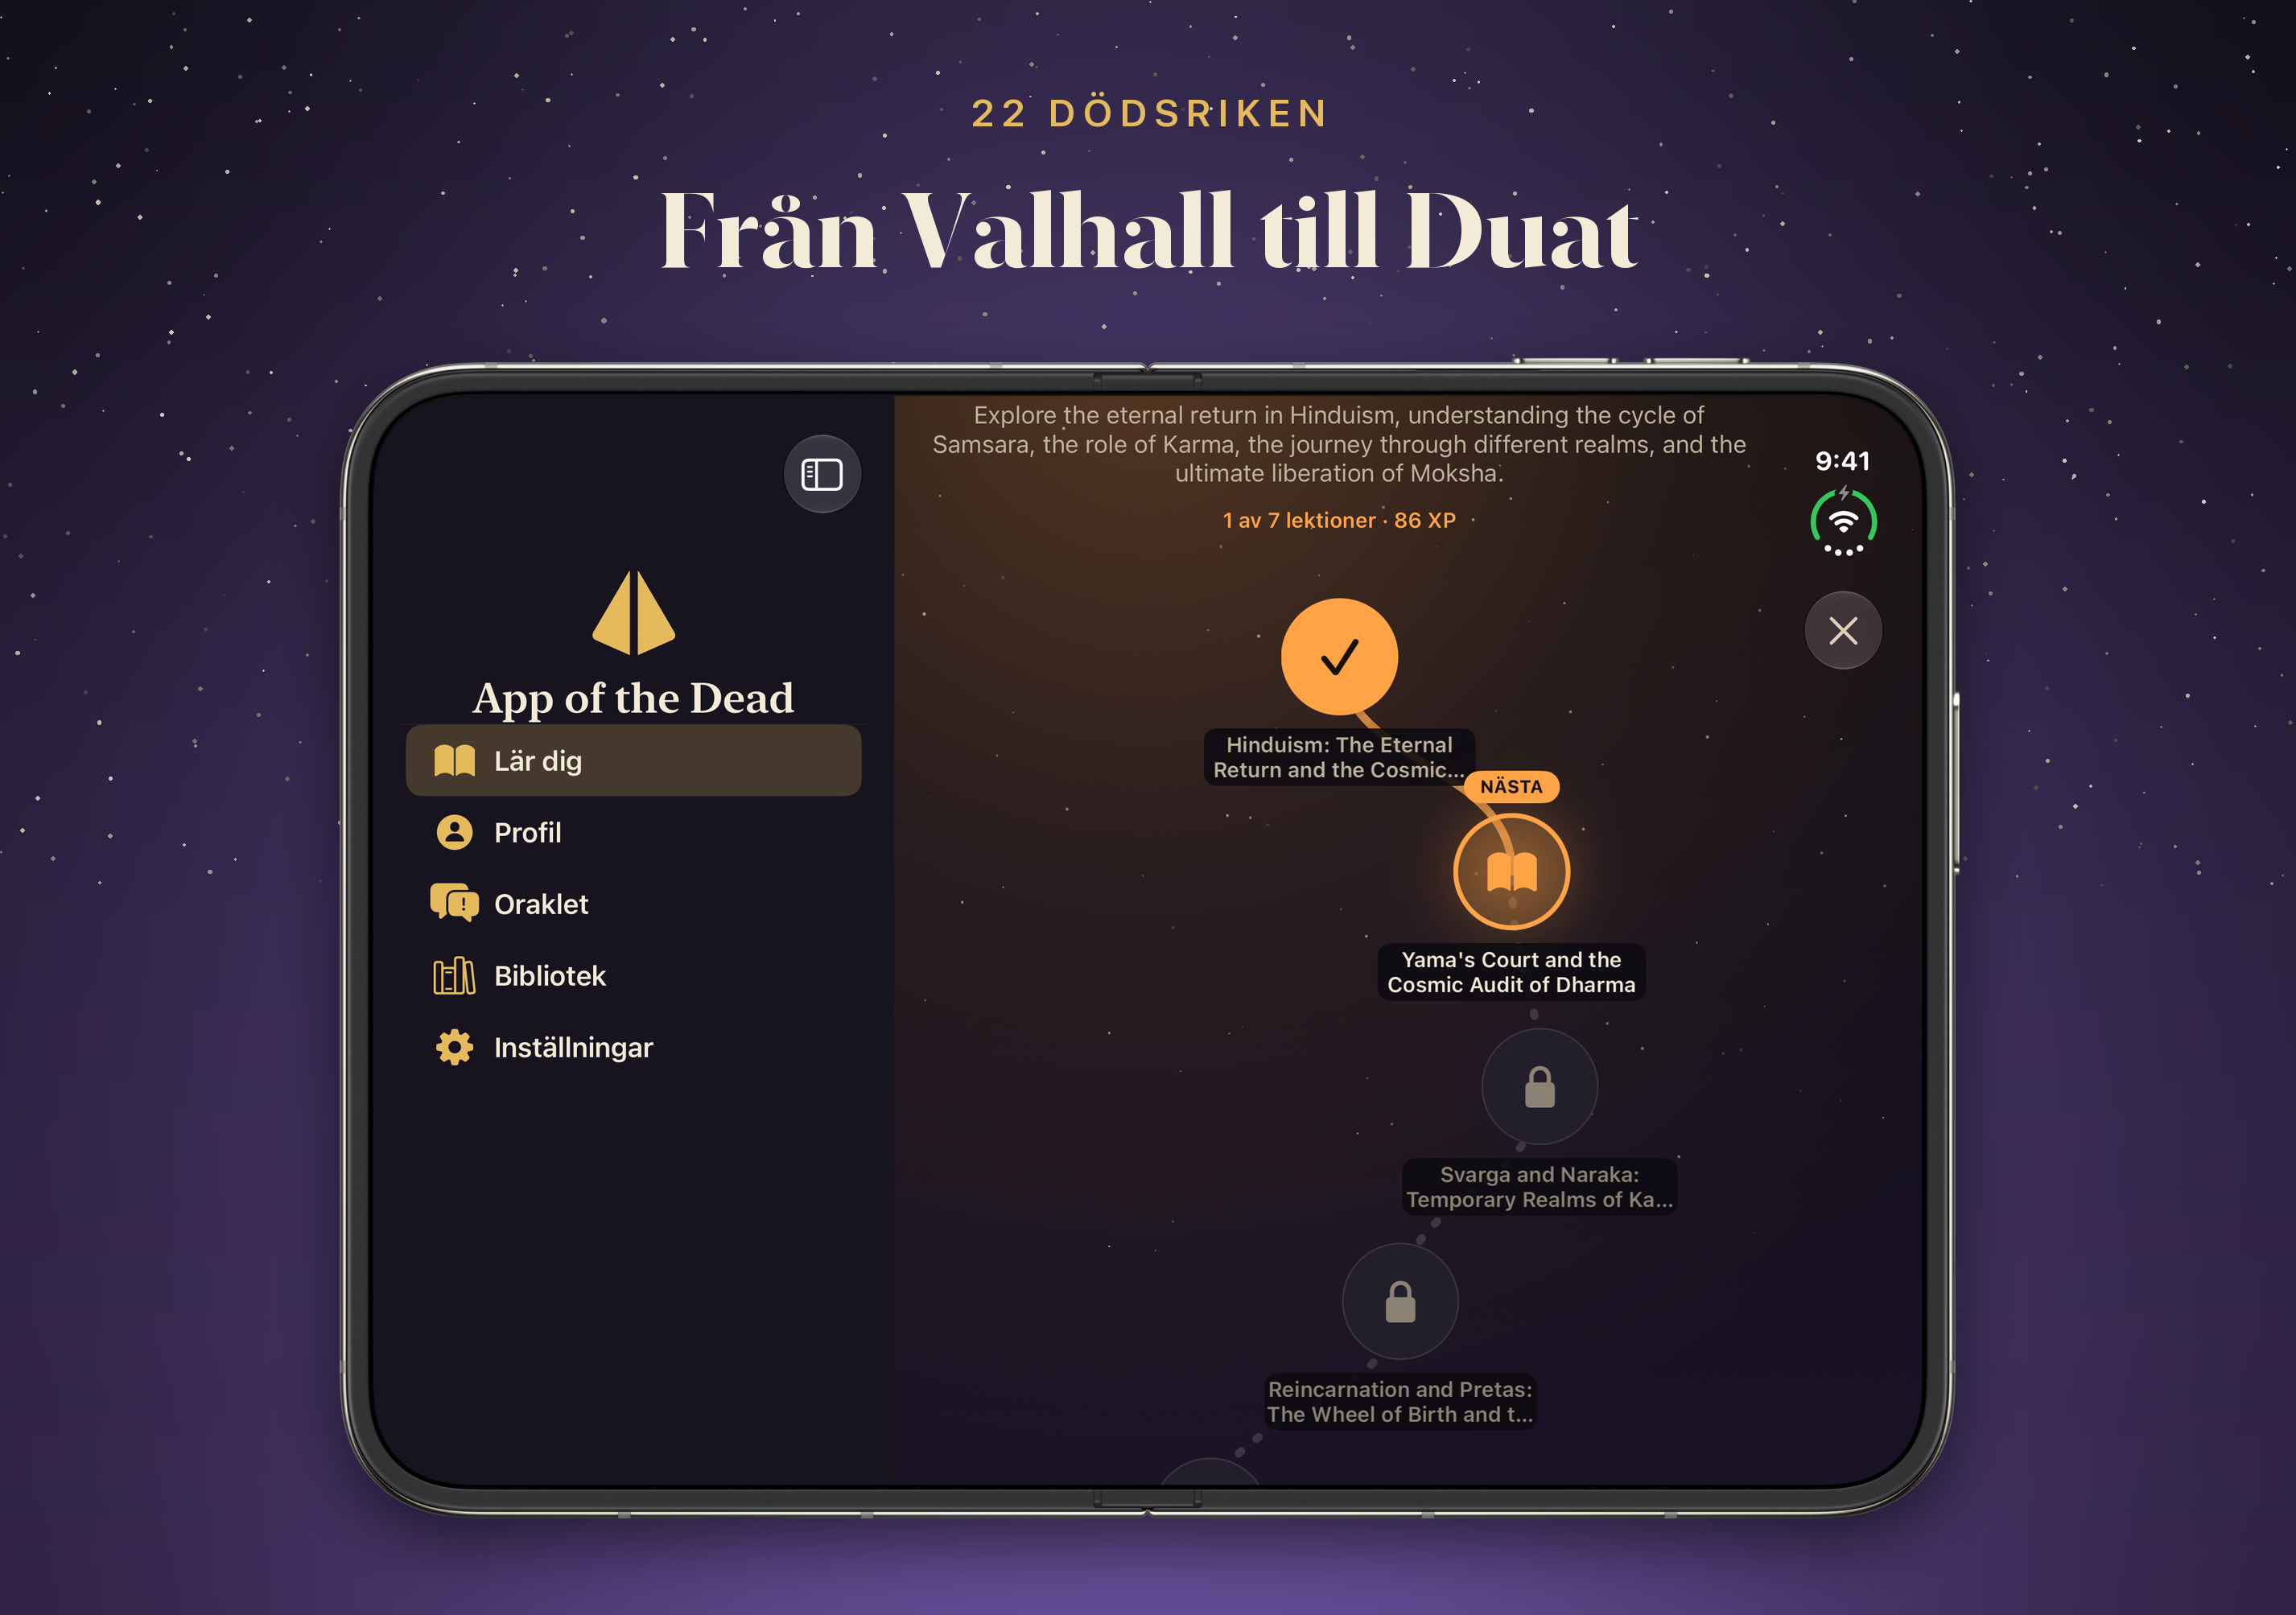 22 DÖDSRIKEN
Från Valhall till Duat
App of the Dead
Lär dig
Profil
Oraklet
Bibliotek
Inställningar
Explore the eternal return in Hinduism, understanding the cycle of
Samsara, the role of Karma, the journey through different realms, and the
ultimate liberation of Moksha.
1 av 7 lektioner · 86 XP
9:41
Hinduism: The Eternal
Return and the Cosmic...
NÄSTA
Yama's Court and the
Cosmic Audit of Dharma
Svarga and Naraka:
Temporary Realms of Ka...
Reincarnation and Pretas:
The Wheel of Birth and t...